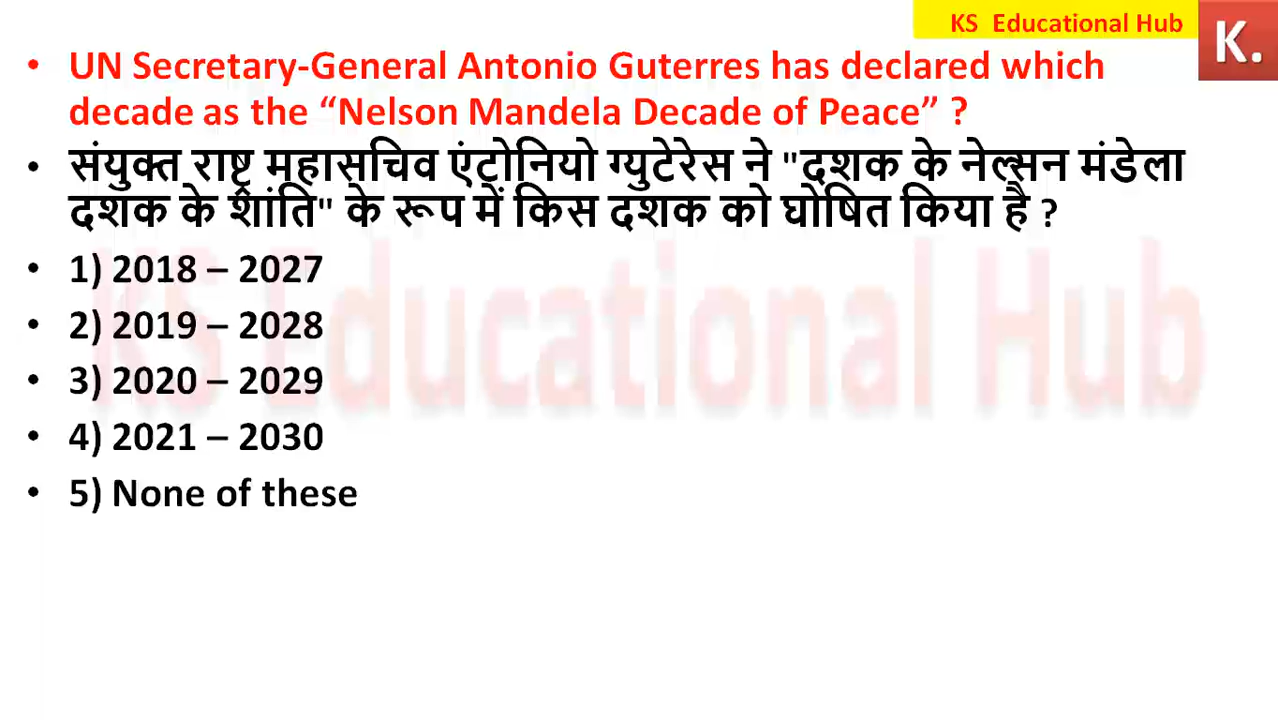 KS Educational Hub
K.
• UN Secretary-General Antonio Guterres has declared which
decade as the “Nelson Mandela Decade of Peace” ?
• संयुक्त राष्ट्र महासचिव एंटोनियो ग्युटेरेस ने "दशक के नेल्सन मंडेला
दशक के शांति" के रूप में किस दशक को घोषित किया है ?
• 1) 2018 – 2027
• 2) 2019 – 2028
• 3) 2020 – 2029
• 4) 2021 – 2030
• 5) None of these
KS Educational Hub